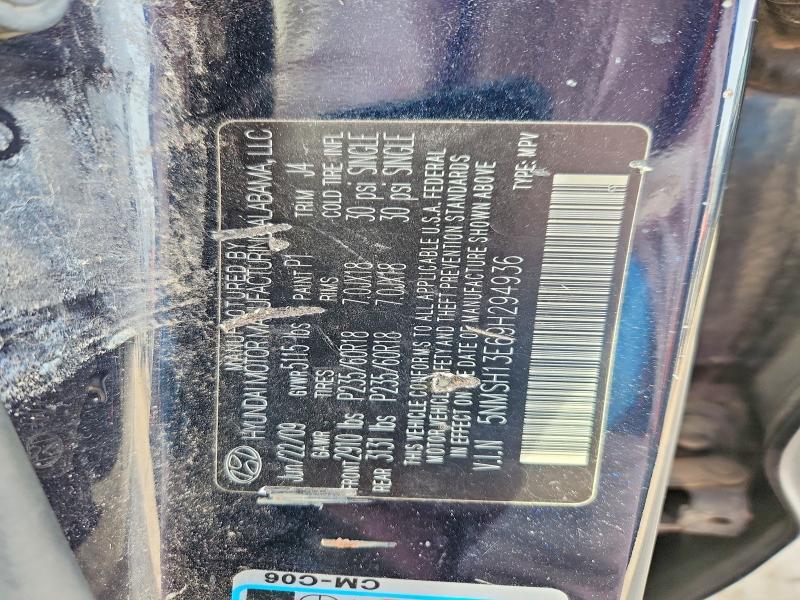 MANUFACTURED BY
HYUNDAI MOTOR MANUFACTURING ALABAMA, LLC
Jun/22/09 GVWR 5115 lbs PAINT P1 TRIM J4
GAWR TIRES RIMS COLD TIRE INFL
FRONT 2910 lbs P235/60R18 7.0JX18 30 psi SINGLE
REAR 3131 lbs P235/60R18 7.0JX18 30 psi SINGLE
THIS VEHICLE CONFORMS TO ALL APPLICABLE U.S.A FEDERAL
MOTOR VEHICLE SAFETY AND THEFT PREVENTION STANDARDS
IN EFFECT ON THE DATE OF MANUFACTURE SHOWN ABOVE
V.I.N 5NMSH13E69H294936 TYPE: MPV
CM-C06